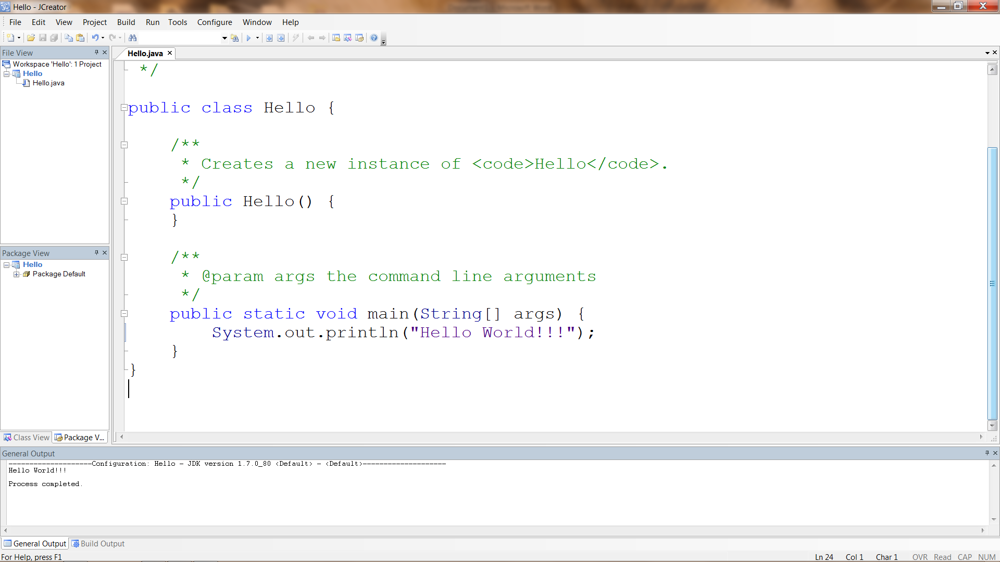 Hello - JCreator
File Edit View Project Build Run Tools Configure Window Help
File View
Workspace 'Hello': 1 Project
Hello
Hello.java
Package View
Hello
Package Default
Class View Package V...
Hello.java
*/
public class Hello {
/**
* Creates a new instance of <code>Hello</code>.
*/
public Hello() {
}
/**
* @param args the command line arguments
*/
public static void main(String[] args) {
System.out.println("Hello World!!!");
}
}
General Output
--------------------Configuration: Hello - JDK version 1.7.0_80 <Default> - <Default>--------------------
Hello World!!!
Process completed.
General Output Build Output
For Help, press F1
Ln 24 Col 1 Char 1 OVR Read CAP NUM